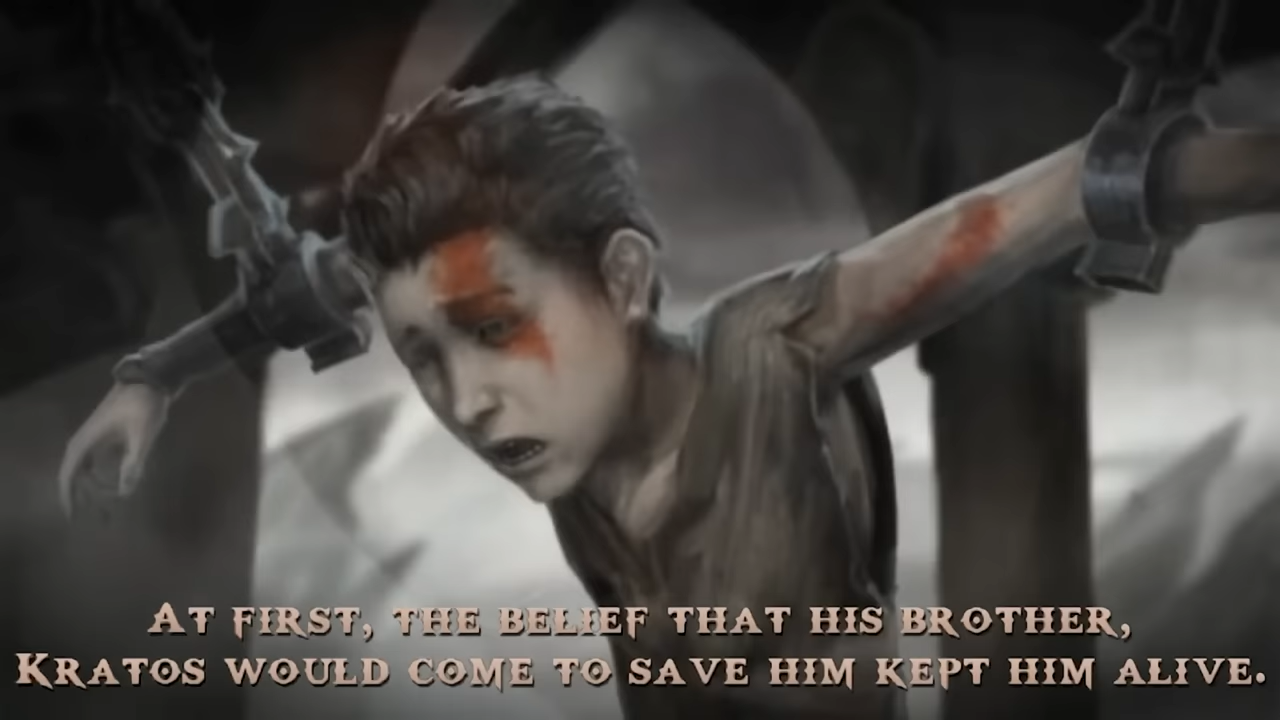 At first, the belief that his brother,
Kratos would come to save him kept him alive.